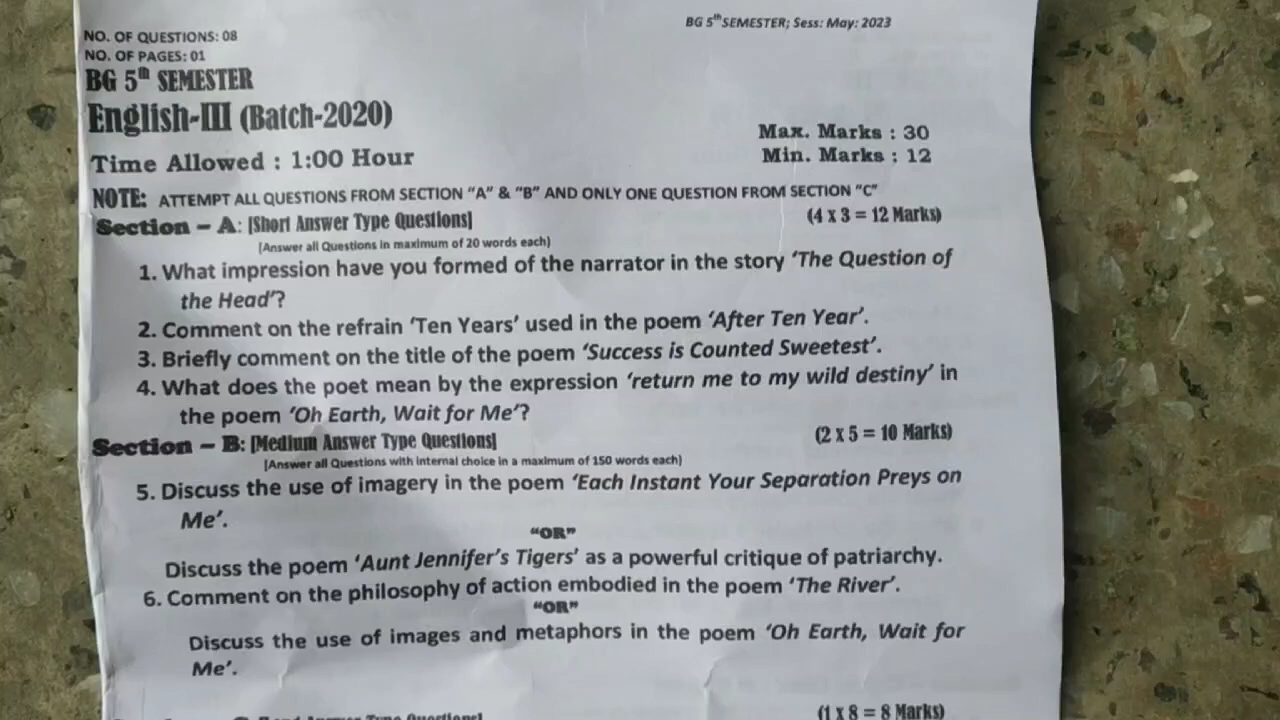 BG 5th SEMESTER; Sess: May: 2023
NO. OF QUESTIONS: 08
NO. OF PAGES: 01
BG 5th SEMESTER
English-III (Batch-2020)
Max. Marks : 30
Time Allowed : 1:00 Hour
Min. Marks : 12
NOTE: ATTEMPT ALL QUESTIONS FROM SECTION "A" & "B" AND ONLY ONE QUESTION FROM SECTION "C"
Section – A: [Short Answer Type Questions] (4 x 3 = 12 Marks)
[Answer all Questions in maximum of 20 words each)
1. What impression have you formed of the narrator in the story 'The Question of
the Head'?
2. Comment on the refrain 'Ten Years' used in the poem 'After Ten Year'.
3. Briefly comment on the title of the poem 'Success is Counted Sweetest'.
4. What does the poet mean by the expression 'return me to my wild destiny' in
the poem 'Oh Earth, Wait for Me'?
Section – B: [Medium Answer Type Questions] (2 x 5 = 10 Marks)
[Answer all Questions with internal choice in a maximum of 150 words each)
5. Discuss the use of imagery in the poem 'Each Instant Your Separation Preys on
Me'.
"OR"
Discuss the poem 'Aunt Jennifer's Tigers' as a powerful critique of patriarchy.
6. Comment on the philosophy of action embodied in the poem 'The River'.
"OR"
Discuss the use of images and metaphors in the poem 'Oh Earth, Wait for
Me'.
Answer Type Questions] (1 x 8 = 8 Marks)